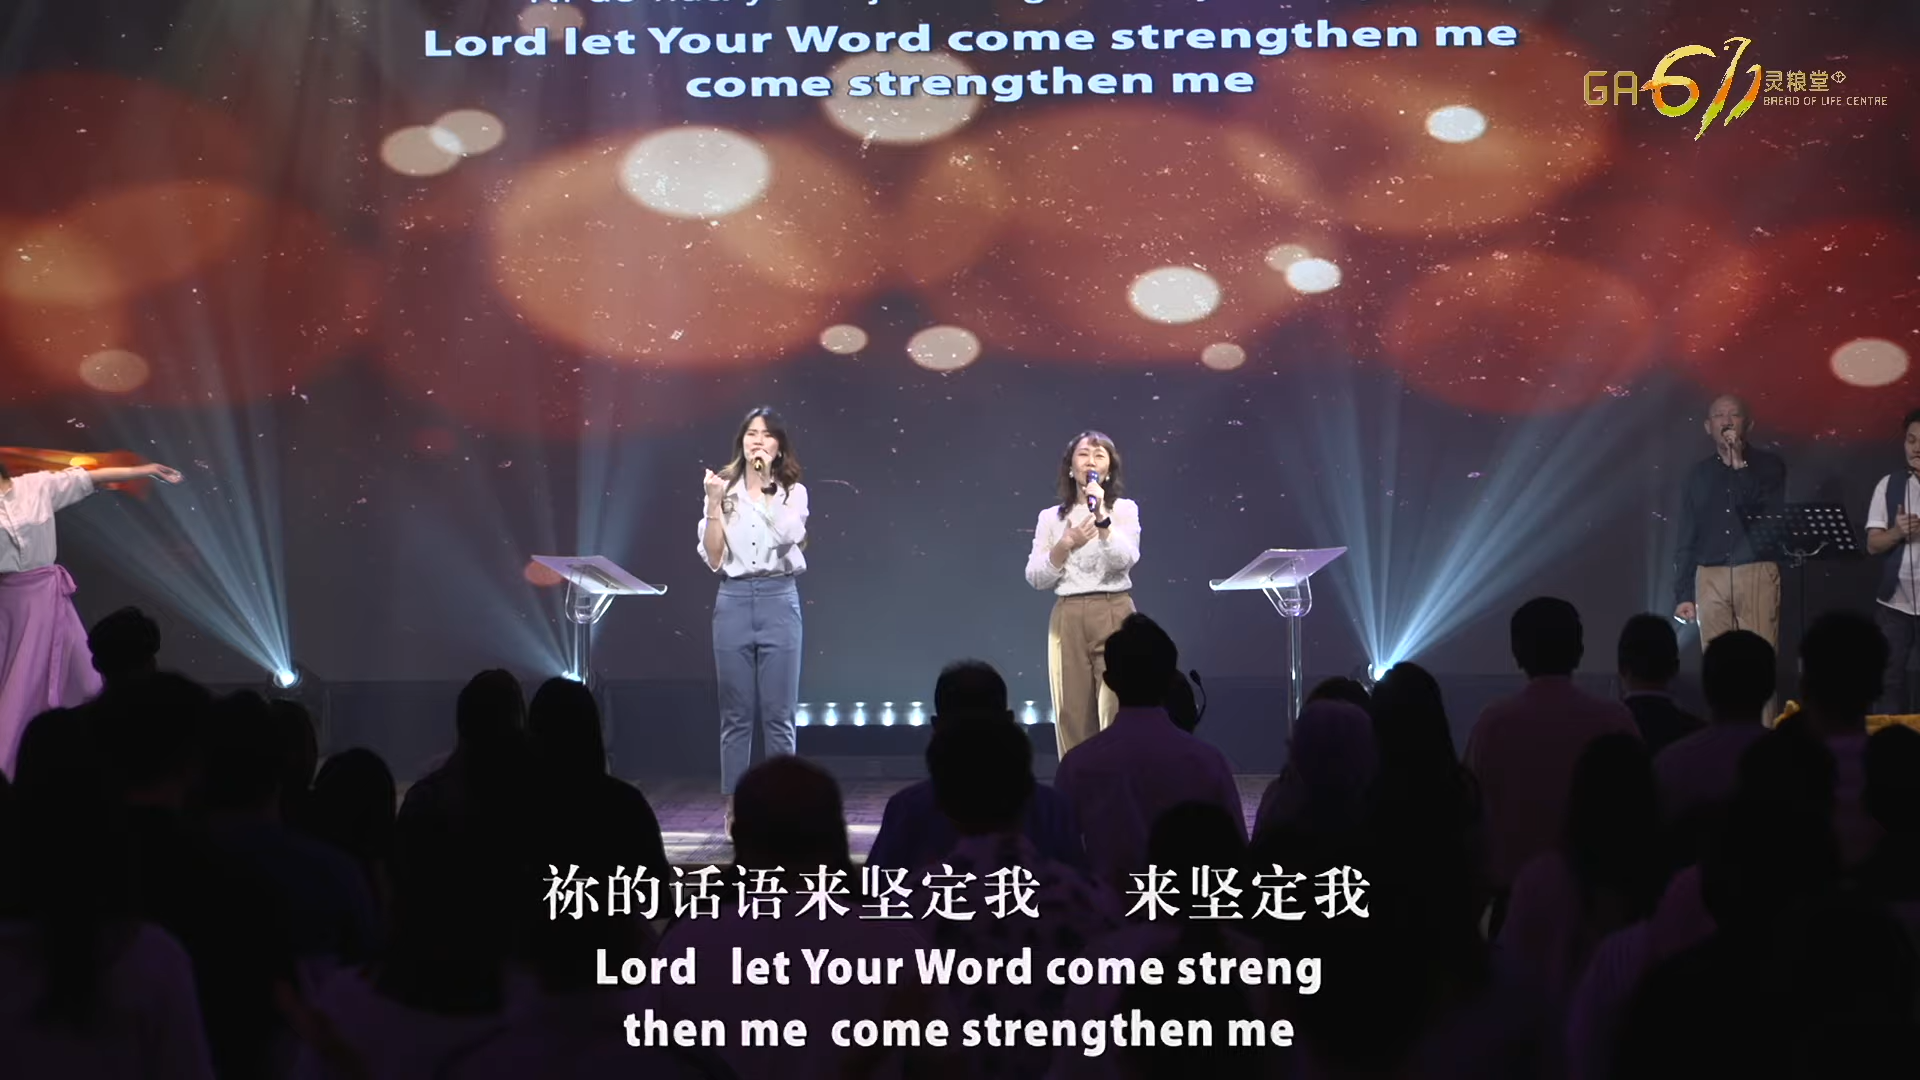 Lord let Your Word come strengthen me
come strengthen me
GA 611 灵粮堂
BREAD OF LIFE CENTRE
祢的话语来坚定我 来坚定我
Lord let Your Word come streng
then me come strengthen me